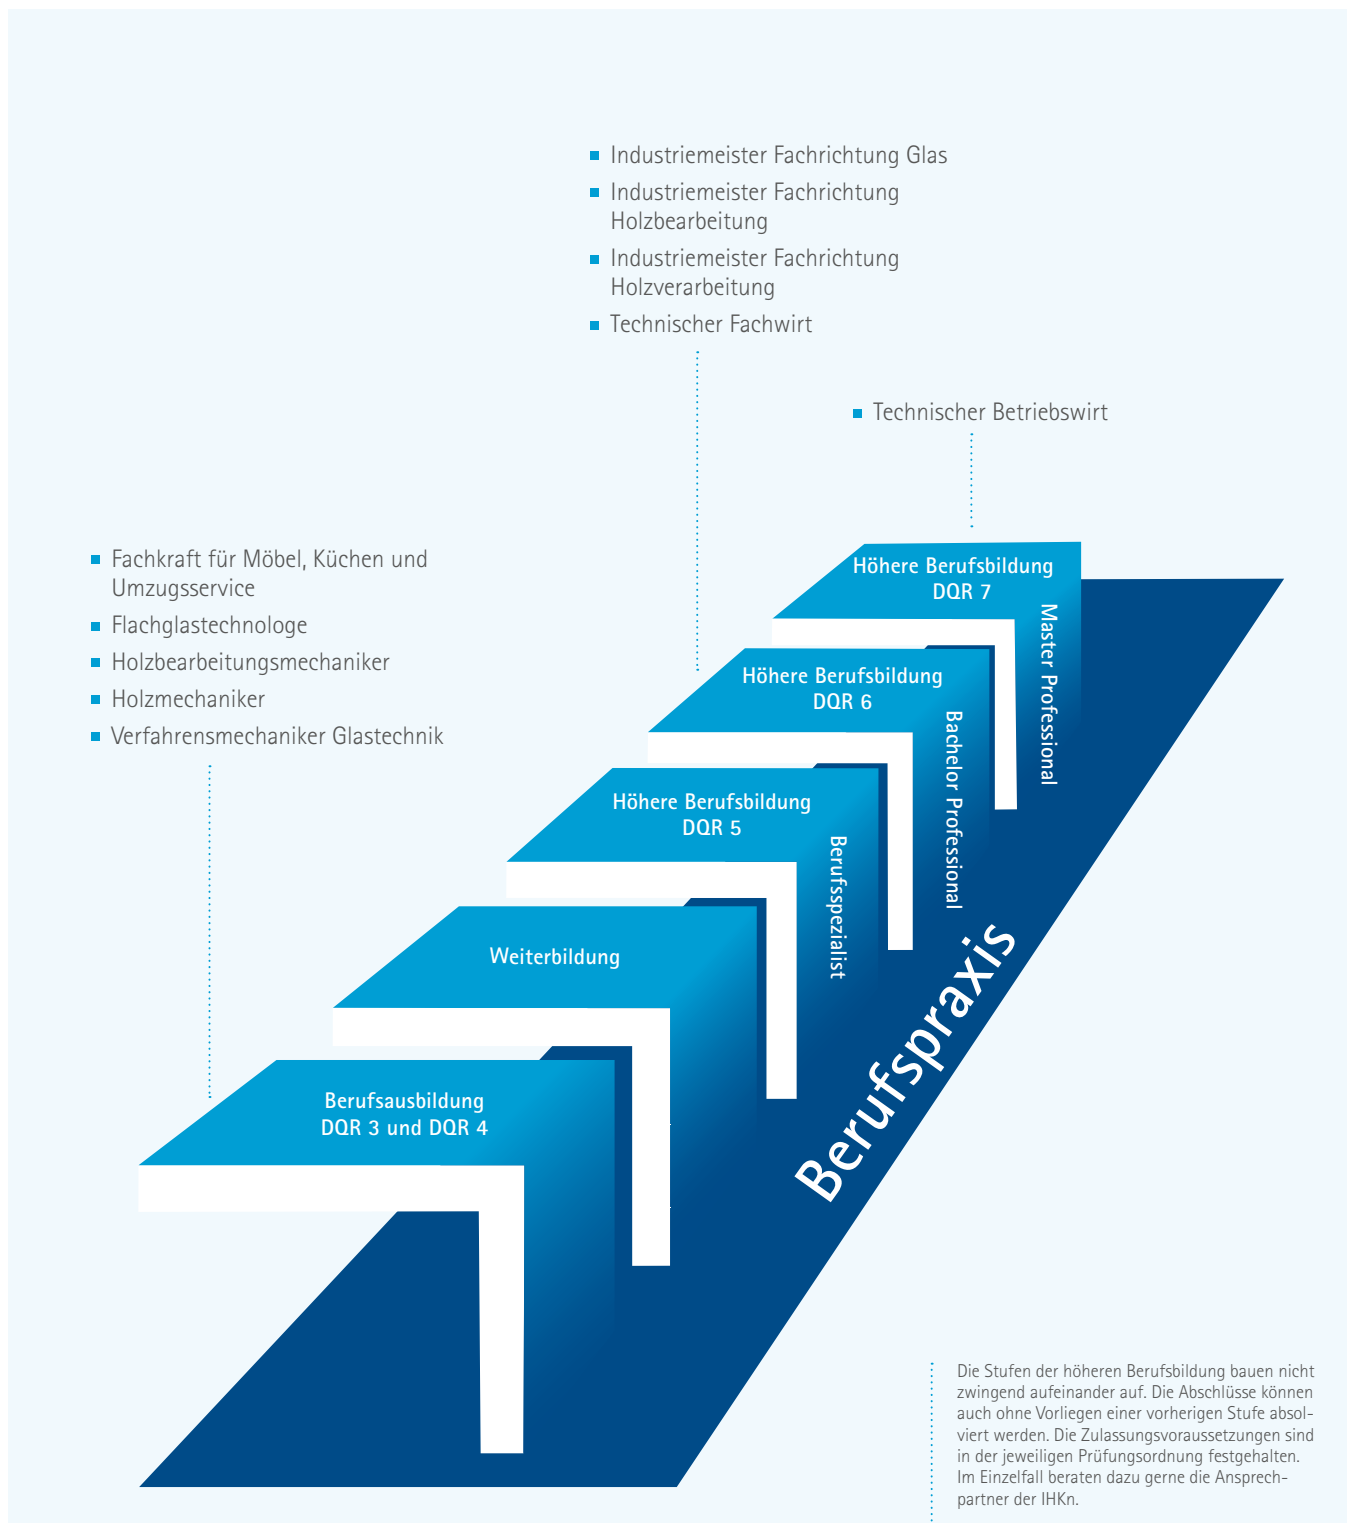 Industriemeister Fachrichtung Glas
Industriemeister Fachrichtung
Holzbearbeitung
Industriemeister Fachrichtung
Holzverarbeitung
Technischer Fachwirt
Technischer Betriebswirt
Fachkraft für Möbel, Küchen und
Umzugsservice
Flachglastechnologe
Holzbearbeitungsmechaniker
Holzmechaniker
Verfahrensmechaniker Glastechnik
Höhere Berufsbildung
DQR 7
Master Professional
Höhere Berufsbildung
DQR 6
Bachelor Professional
Höhere Berufsbildung
DQR 5
Berufsspezialist
Weiterbildung
Berufsausbildung
DQR 3 und DQR 4
Berufspraxis
Die Stufen der höheren Berufsbildung bauen nicht
zwingend aufeinander auf. Die Abschlüsse können
auch ohne Vorliegen einer vorherigen Stufe absol-
viert werden. Die Zulassungsvoraussetzungen sind
in der jeweiligen Prüfungsordnung festgehalten.
Im Einzelfall beraten dazu gerne die Ansprech-
partner der IHKn.